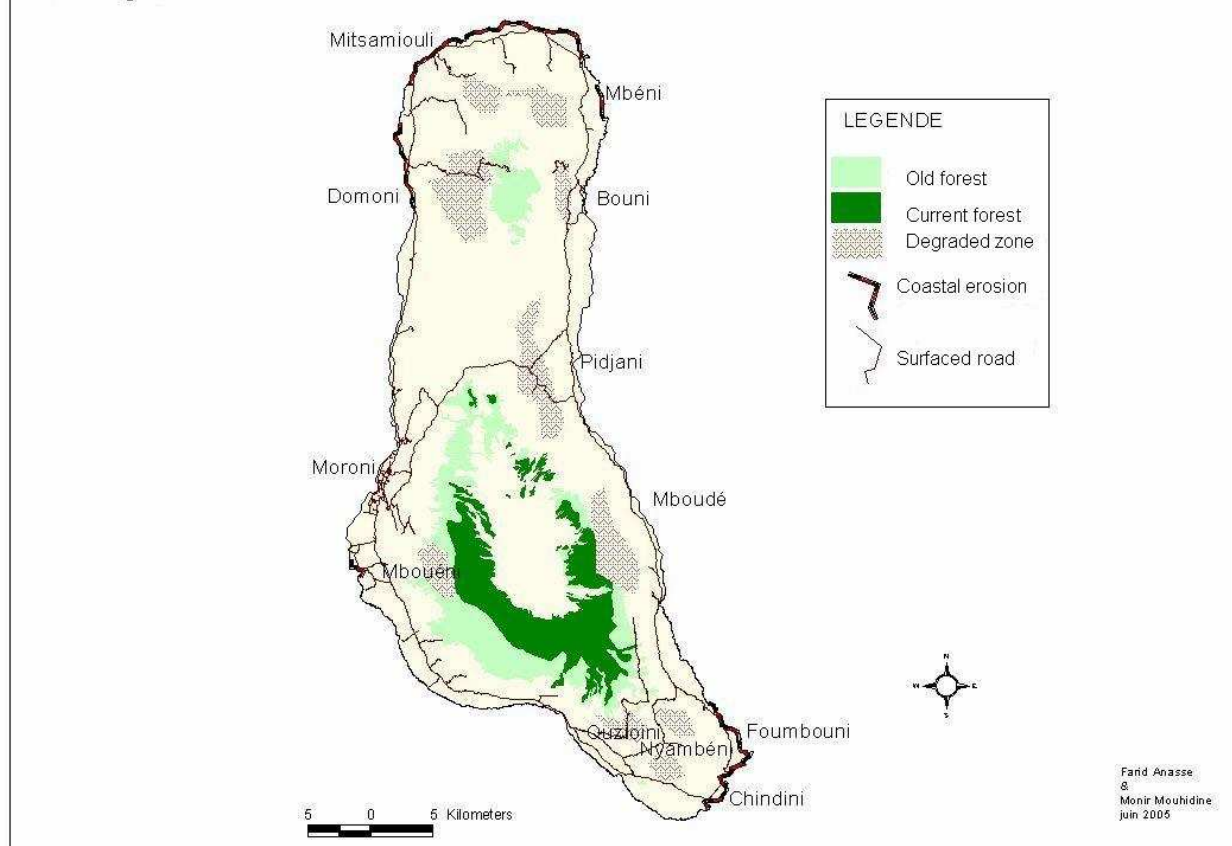 Mitsamiouli
Mbéni
Domoni
Bouni
Pidjani
Moroni
Mboudé
Mbouéni
Ouzioini
Nyambéni
Foumbouni
Chindini
LEGENDE
Old forest
Current forest
Degraded zone
Coastal erosion
Surfaced road
N
W E
S
5 0 5 Kilometers
Farid Anasse
&
Monir Mouhidine
juin 2005